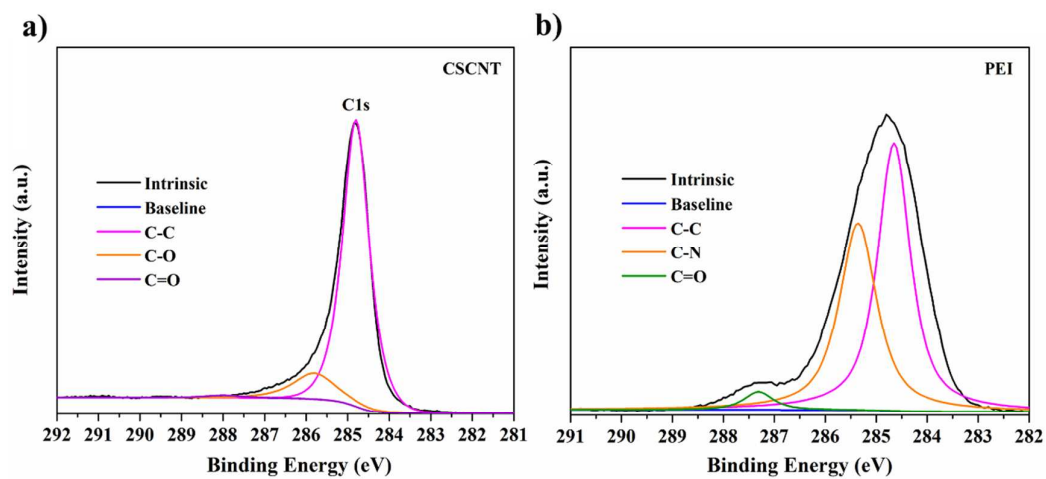 a)
CSCNT
C1s
Intrinsic
Baseline
C-C
C-O
C=O
Intensity (a.u.)
292 291 290 289 288 287 286 285 284 283 282 281
Binding Energy (eV)
b)
PEI
Intrinsic
Baseline
C-C
C-N
C=O
Intensity (a.u.)
291 290 289 288 287 286 285 284 283 282
Binding Energy (eV)